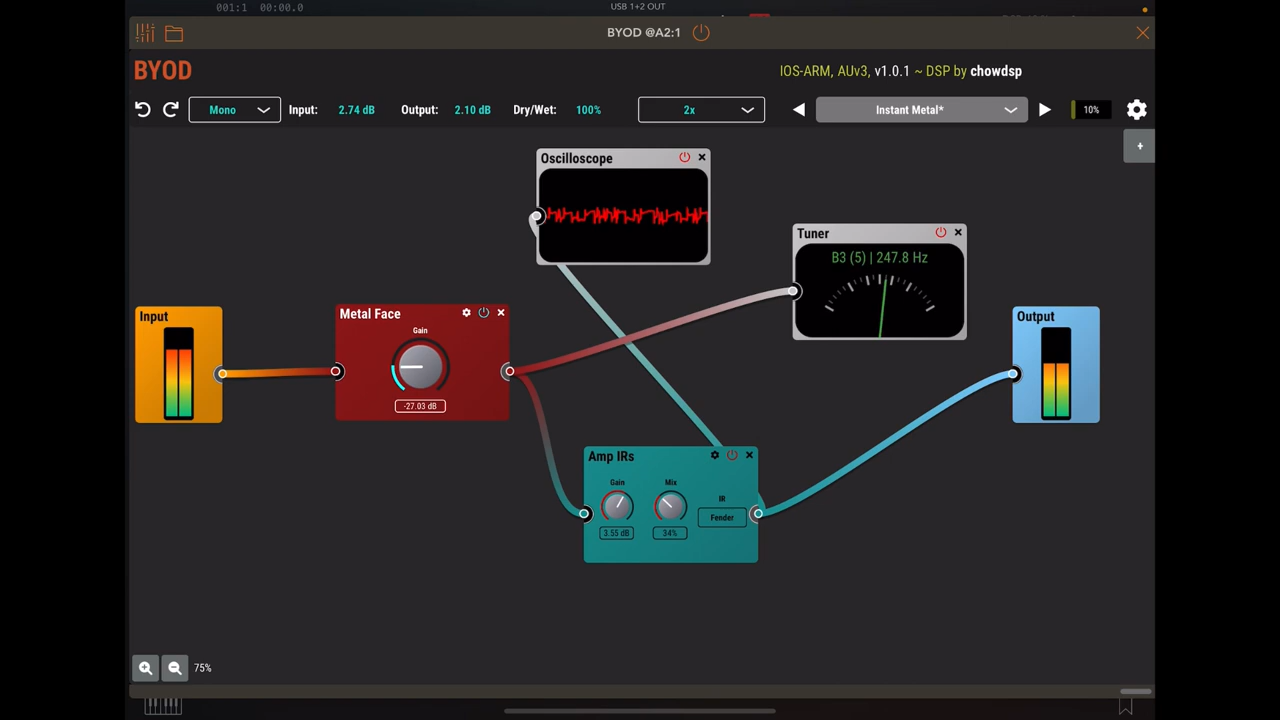 001:1 00:00.0
USB 1+2 OUT
BYOD @A2:1
BYOD
IOS-ARM, AUv3, v1.0.1 ~ DSP by chowdsp
Mono
Input: 2.74 dB
Output: 2.10 dB
Dry/Wet: 100%
2x
Instant Metal*
10%
+
Oscilloscope
Tuner
B3 (5) | 247.8 Hz
Input
Metal Face
Gain
-27.03 dB
Output
Amp IRs
Gain
Mix
IR
Fender
3.55 dB
34%
75%